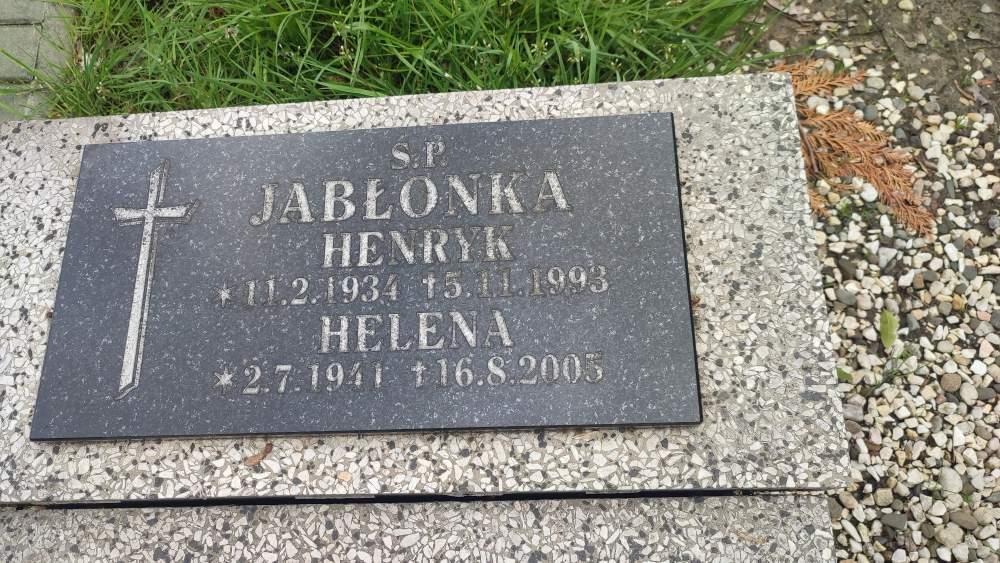 S.P.
JABŁONKA
HENRYK
*11.2.1934 †5.11.1993
HELENA
*2.7.1941 †16.8.2005